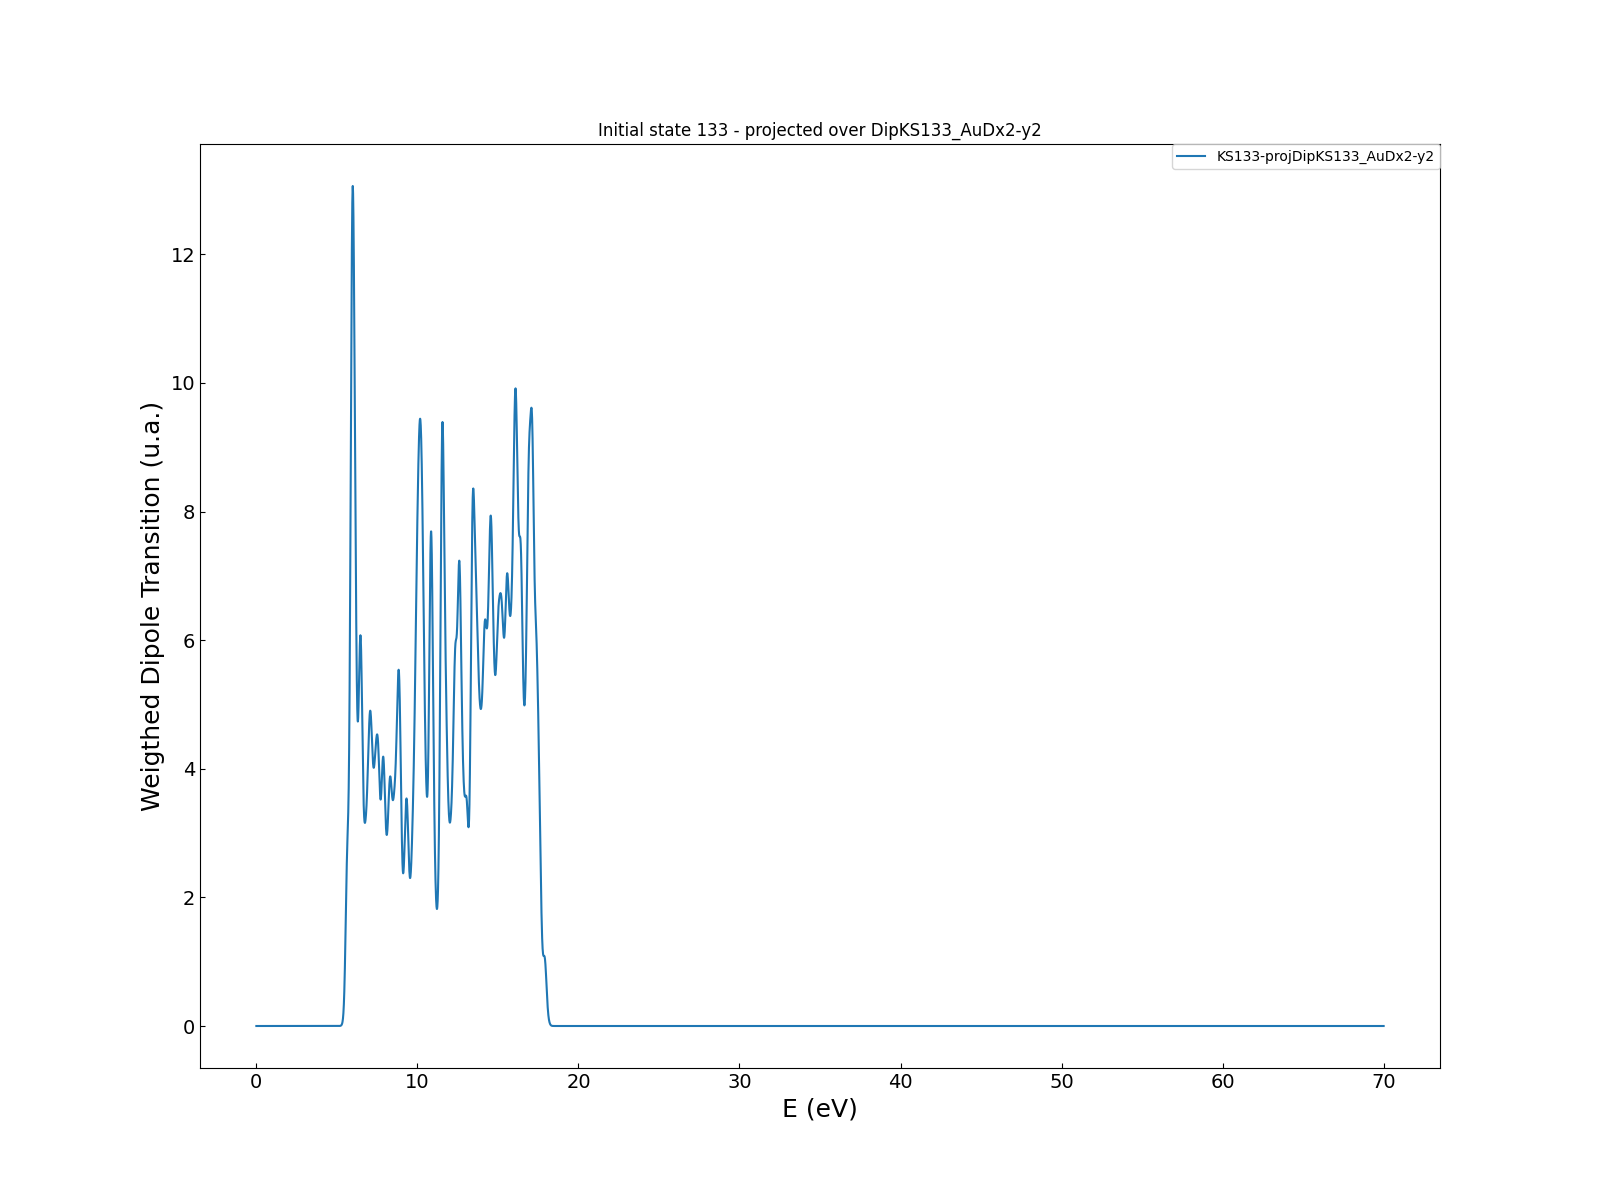 Initial state 133 - projected over DipKS133_AuDx2-y2
KS133-projDipKS133_AuDx2-y2
Weigthed Dipole Transition (u.a.)
12
10
8
6
4
2
0
0 10 20 30 40 50 60 70
E (eV)